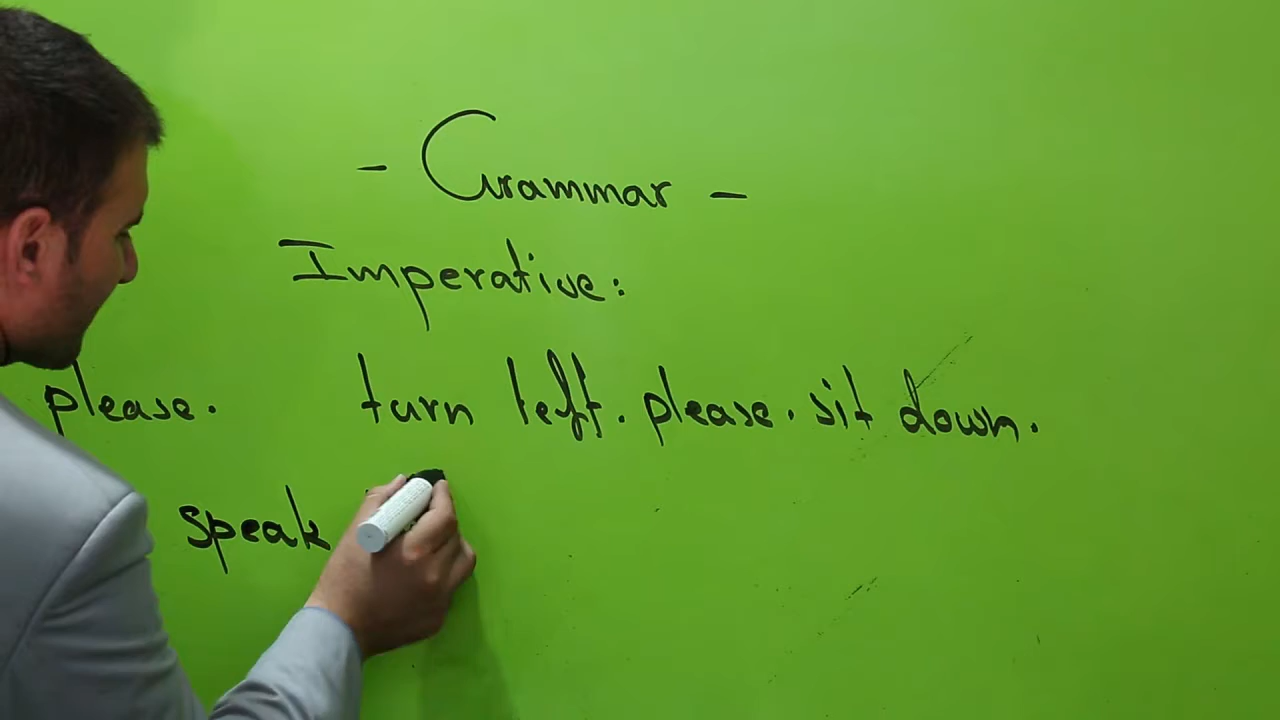 - Grammar -
Imperative:
please. turn left. please. sit down.
speak